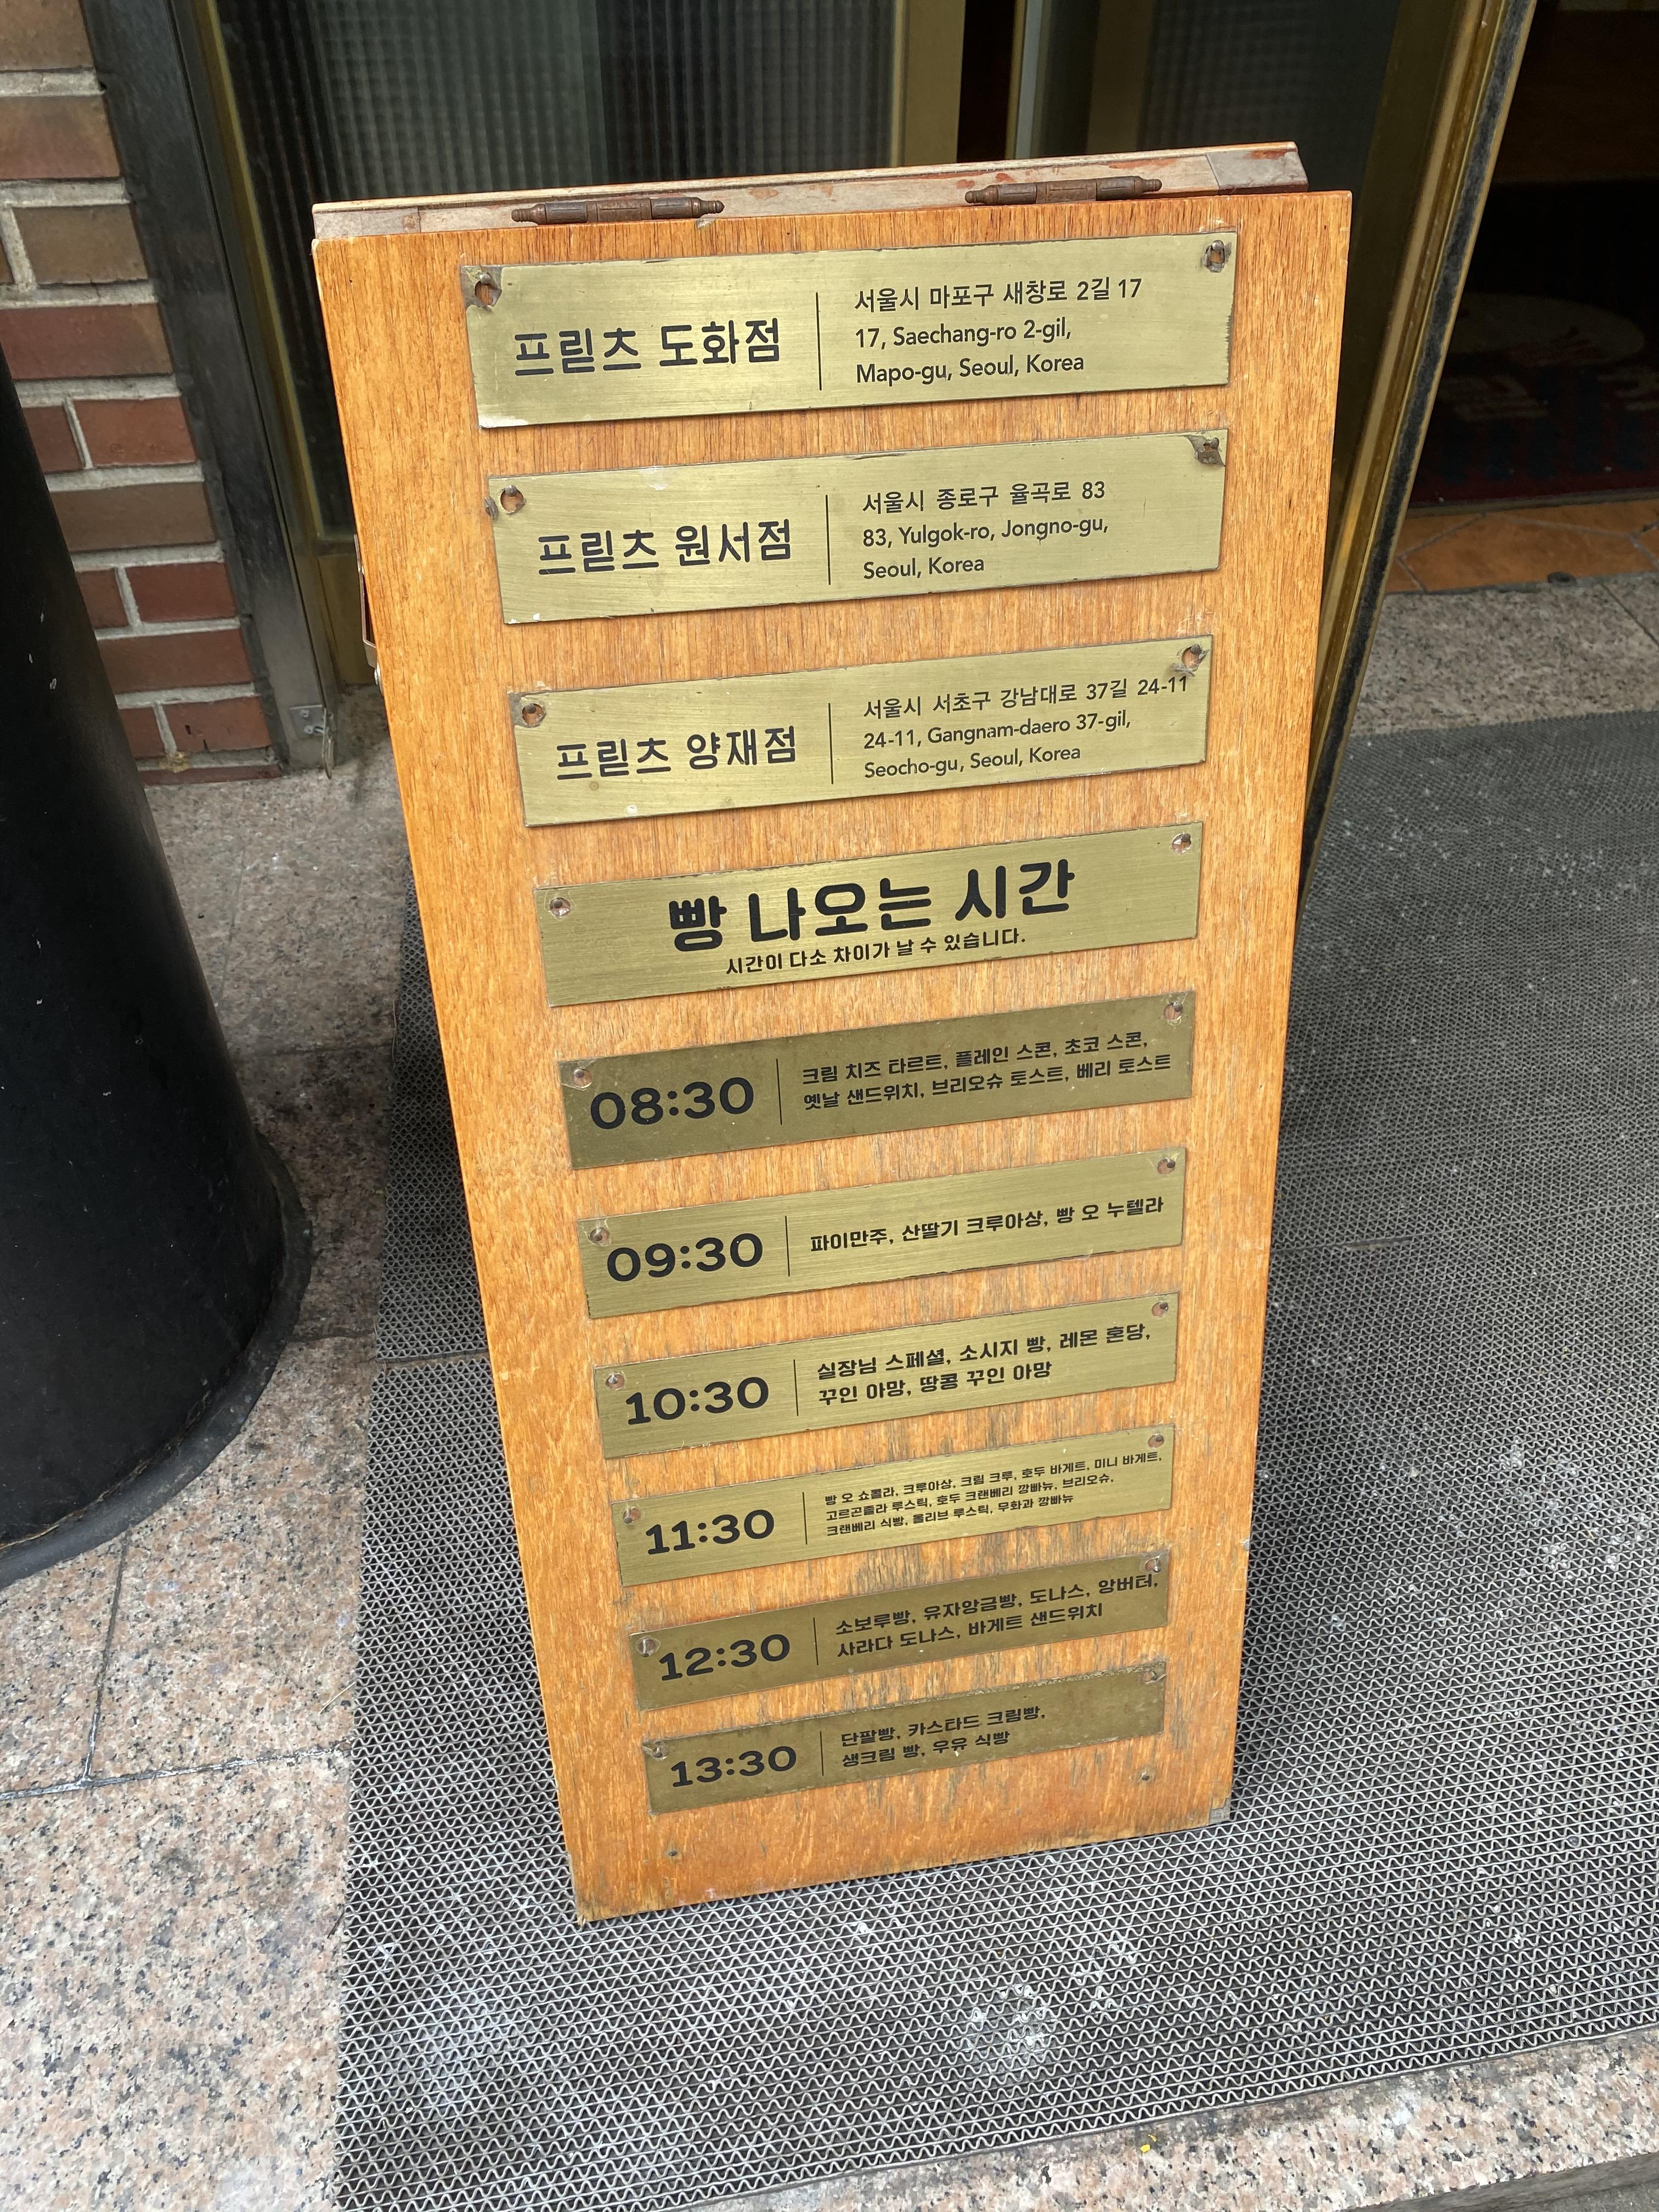 프릳츠 도화점
서울시 마포구 새창로 2길 17
17, Saechang-ro 2-gil,
Mapo-gu, Seoul, Korea
프릳츠 원서점
서울시 종로구 율곡로 83
83, Yulgok-ro, Jongno-gu,
Seoul, Korea
프릳츠 양재점
서울시 서초구 강남대로 37길 24-11
24-11, Gangnam-daero 37-gil,
Seocho-gu, Seoul, Korea
빵 나오는 시간
시간이 다소 차이가 날 수 있습니다.
08:30
크림 치즈 타르트, 플레인 스콘, 초코 스콘,
옛날 샌드위치, 브리오슈 토스트, 베리 토스트
09:30
파이만주, 산딸기 크루아상, 빵 오 누텔라
10:30
실장님 스페셜, 소시지 빵, 레몬 혼당,
꾸인 아망, 땅콩 꾸인 아망
11:30
빵 오 쇼콜라, 크루아상, 크림 크루, 호두 바게트, 미니 바게트,
고르곤졸라 루스틱, 호두 크랜베리 깜빠뉴, 브리오슈,
크랜베리 식빵, 올리브 루스틱, 무화과 깜빠뉴
12:30
소보루빵, 유자앙금빵, 도나스, 앙버터,
사라다 도나스, 바게트 샌드위치
13:30
단팥빵, 카스타드 크림빵,
생크림 빵, 우유 식빵